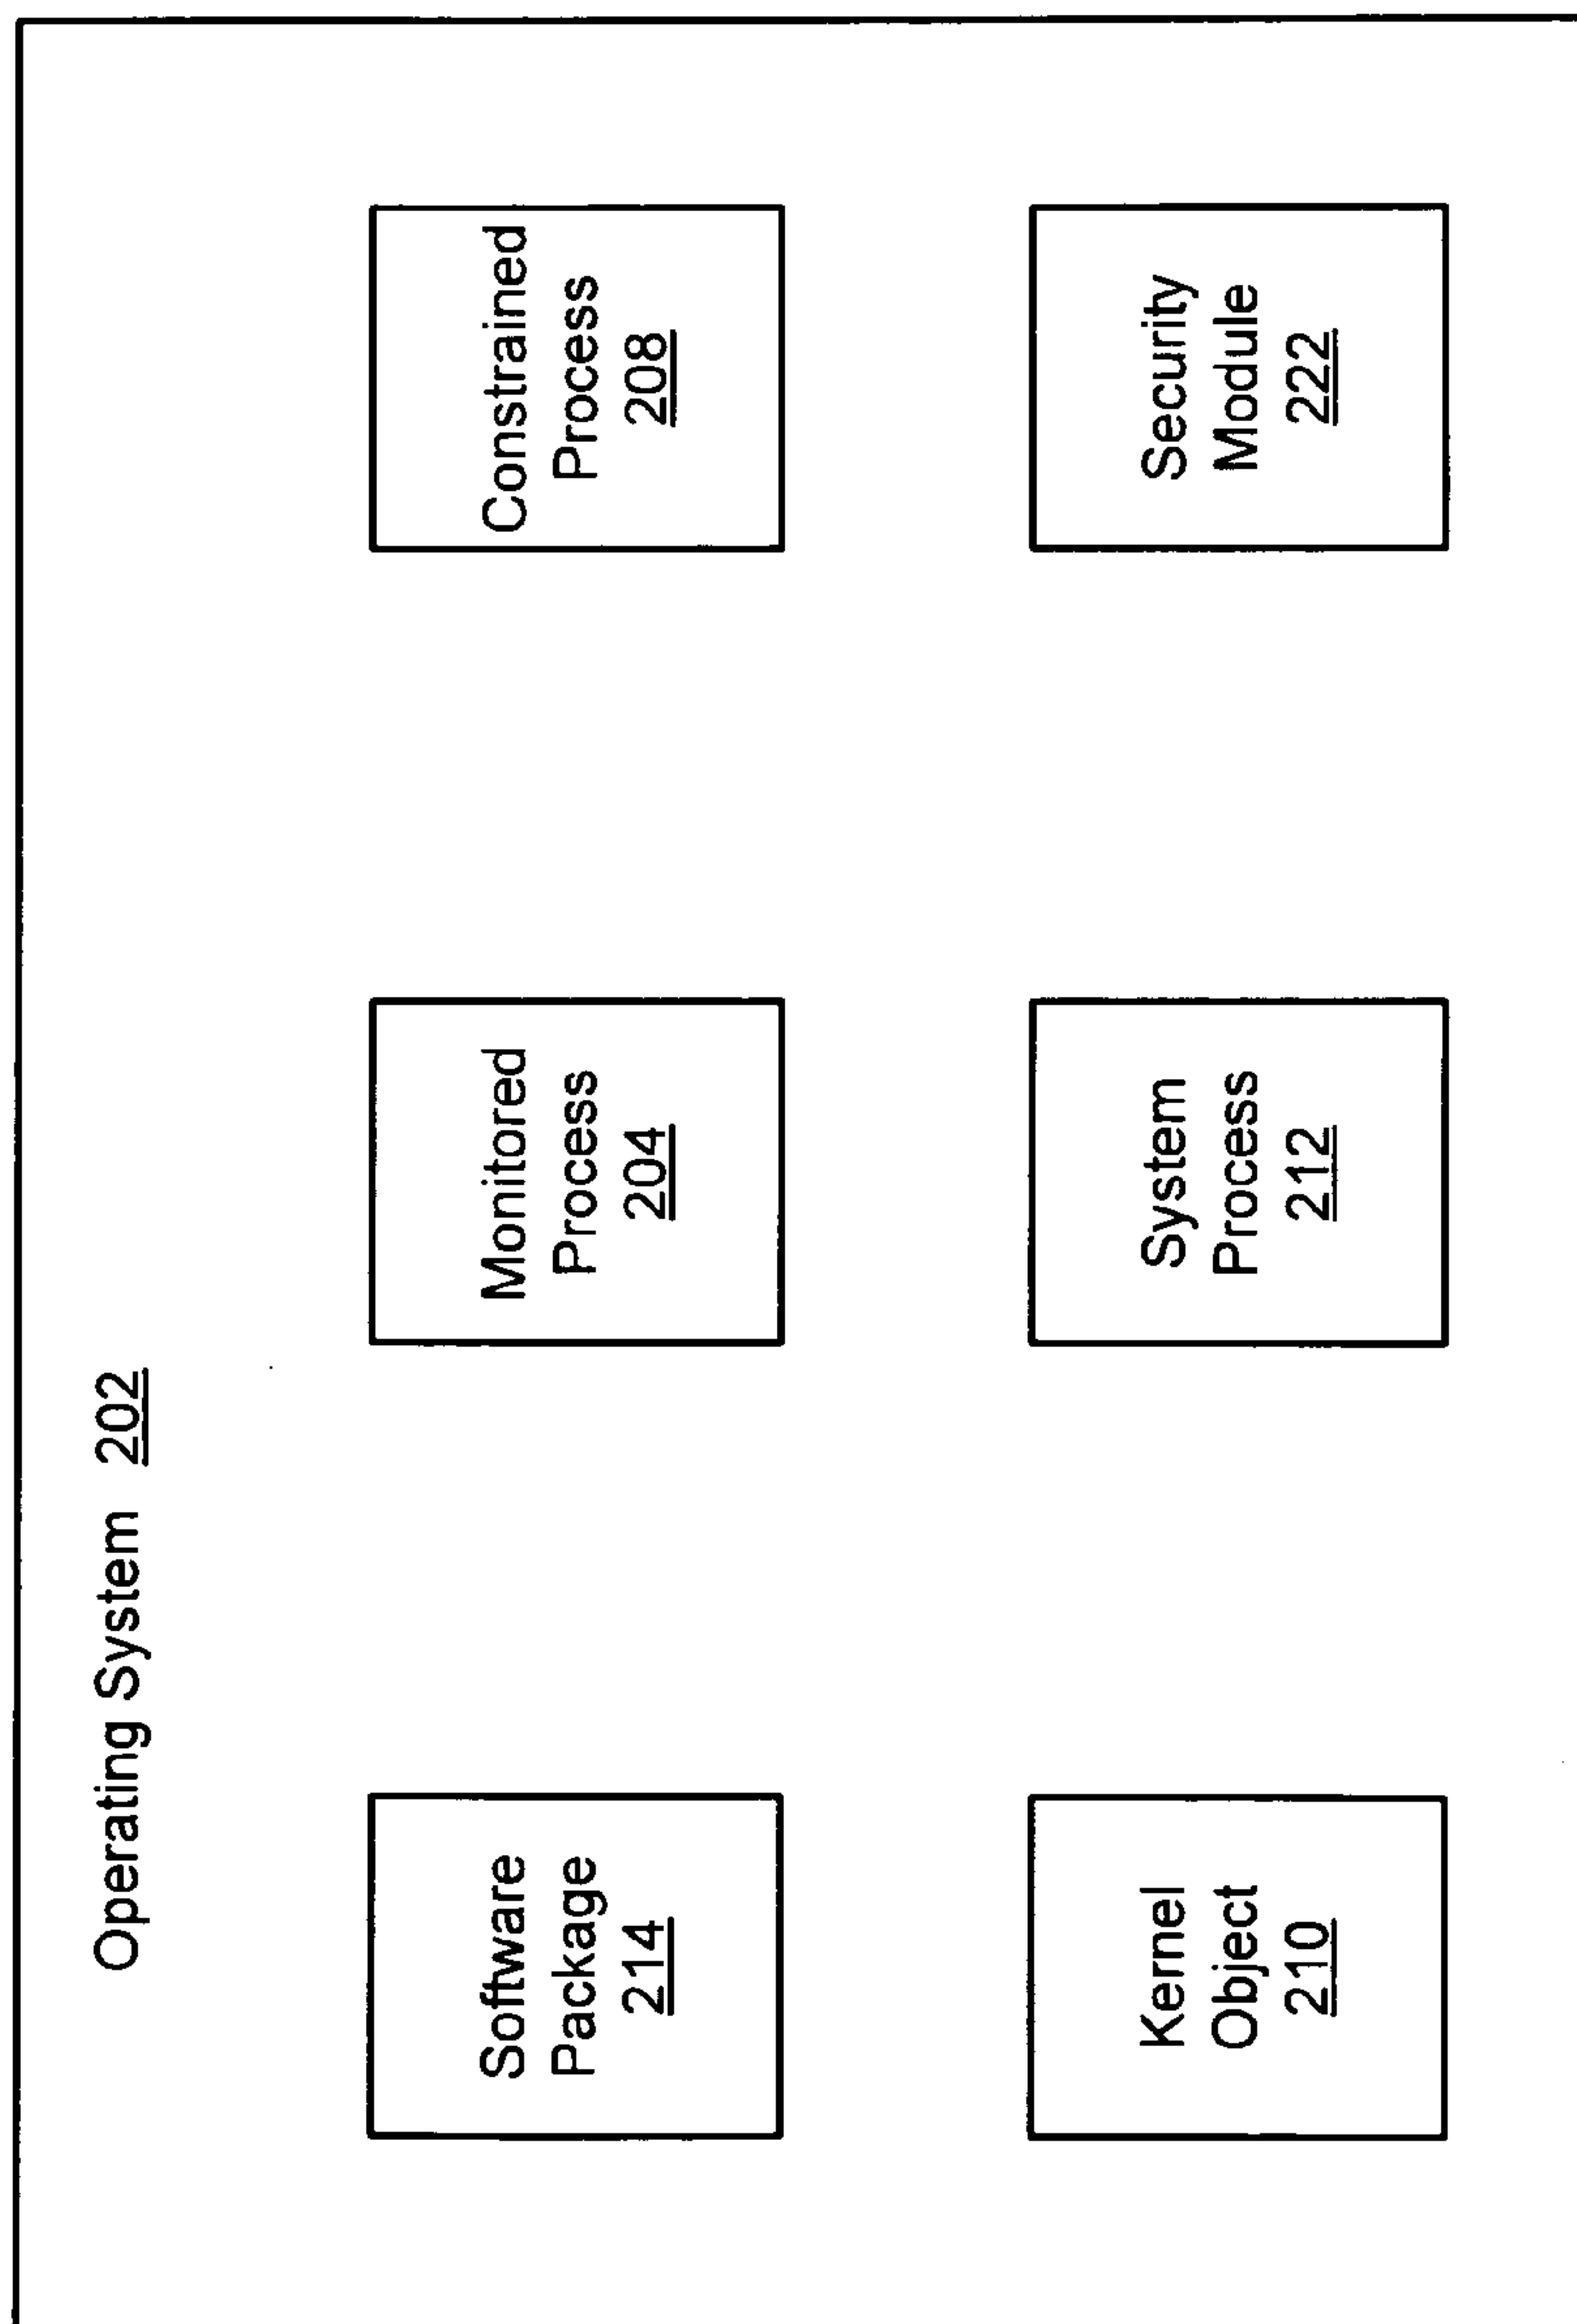 Operating System 202
Software
Package
214
Monitored
Process
204
Constrained
Process
208
Kernel
Object
210
System
Process
212
Security
Module
222